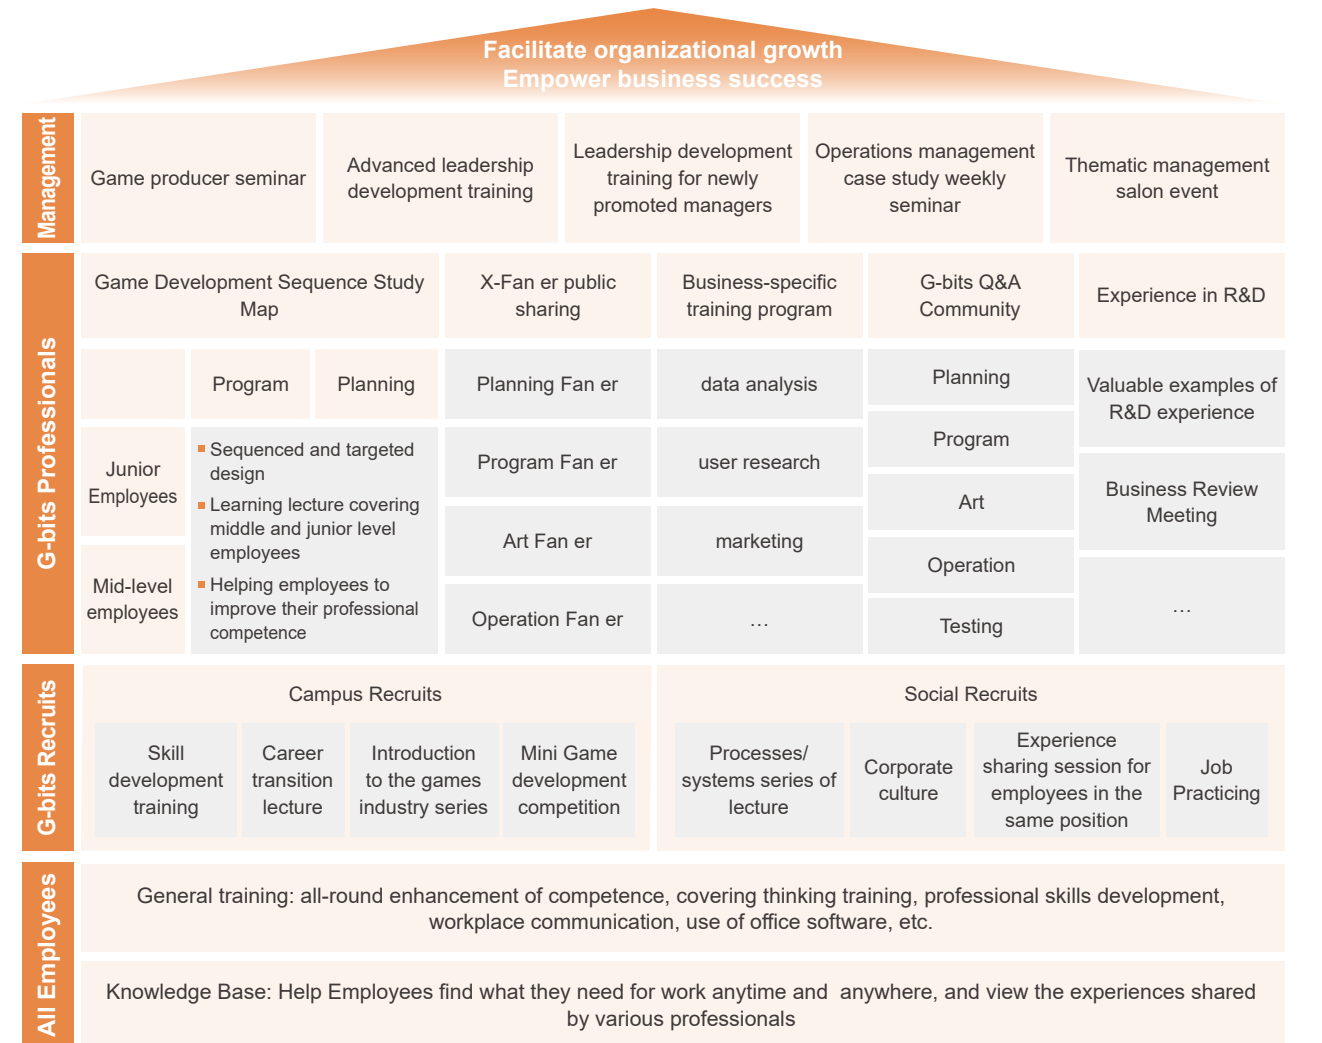 Facilitate organizational growth
Empower business success
Management
Game producer seminar
Advanced leadership
development training
Leadership development
training for newly
promoted managers
Operations management
case study weekly
seminar
Thematic management
salon event
G-bits Professionals
Game Development Sequence Study
Map
X-Fan er public
sharing
Business-specific
training program
G-bits Q&A
Community
Experience in R&D
Program
Planning
Junior
Employees
Mid-level
employees
Sequenced and targeted
design
Learning lecture covering
middle and junior level
employees
Helping employees to
improve their professional
competence
Planning Fan er
Program Fan er
Art Fan er
Operation Fan er
data analysis
user research
marketing
…
Planning
Program
Art
Operation
Testing
Valuable examples of
R&D experience
Business Review
Meeting
…
G-bits Recruits
Campus Recruits
Skill
development
training
Career
transition
lecture
Introduction
to the games
industry series
Mini Game
development
competition
Social Recruits
Processes/
systems series of
lecture
Corporate
culture
Experience
sharing session for
employees in the
same position
Job
Practicing
All Employees
General training: all-round enhancement of competence, covering thinking training, professional skills development,
workplace communication, use of office software, etc.
Knowledge Base: Help Employees find what they need for work anytime and  anywhere, and view the experiences shared
by various professionals